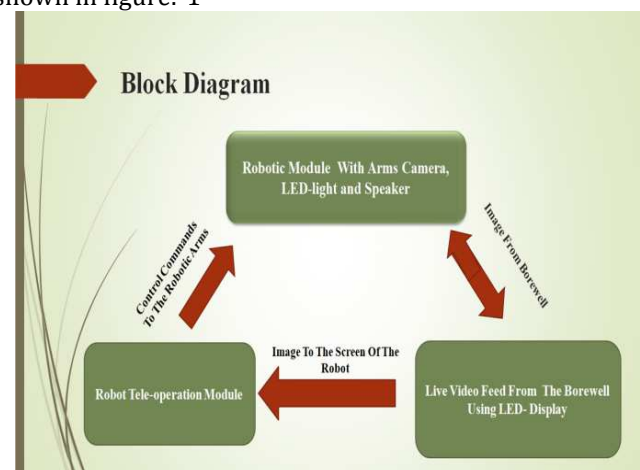 shown in figure: 1
Block Diagram
Robotic Module With Arms Camera,
LED-light and Speaker
Control Commands
To The Robotic Arms
Image From Borewell
Image To The Screen Of The
Robot
Robot Tele-operation Module
Live Video Feed From The Borewell
Using LED- Display